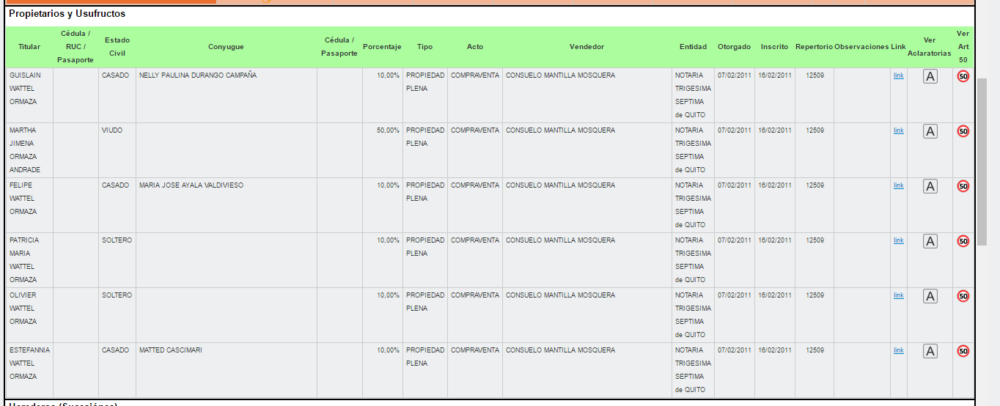 Propietarios y Usufructos
Titular Cédula / RUC / Pasaporte Estado Civil Conyugue Cédula / Pasaporte Porcentaje Tipo Acto Vendedor Entidad Otorgado Inscrito Repertorio Observaciones Link Ver Aclaratorias Ver Art 50
GUISLAIN WATTEL ORMAZA CASADO NELLY PAULINA DURANGO CAMPAÑA 10,00% PROPIEDAD PLENA COMPRAVENTA CONSUELO MANTILLA MOSQUERA NOTARIA TRIGESIMA SEPTIMA de QUITO 07/02/2011 16/02/2011 12509 link A 50
MARTHA JIMENA ORMAZA ANDRADE VIUDO 50,00% PROPIEDAD PLENA COMPRAVENTA CONSUELO MANTILLA MOSQUERA NOTARIA TRIGESIMA SEPTIMA de QUITO 07/02/2011 16/02/2011 12509 link A 50
FELIPE WATTEL ORMAZA CASADO MARIA JOSE AYALA VALDIVIESO 10,00% PROPIEDAD PLENA COMPRAVENTA CONSUELO MANTILLA MOSQUERA NOTARIA TRIGESIMA SEPTIMA de QUITO 07/02/2011 16/02/2011 12509 link A 50
PATRICIA MARIA WATTEL ORMAZA SOLTERO 10,00% PROPIEDAD PLENA COMPRAVENTA CONSUELO MANTILLA MOSQUERA NOTARIA TRIGESIMA SEPTIMA de QUITO 07/02/2011 16/02/2011 12509 link A 50
OLIVIER WATTEL ORMAZA SOLTERO 10,00% PROPIEDAD PLENA COMPRAVENTA CONSUELO MANTILLA MOSQUERA NOTARIA TRIGESIMA SEPTIMA de QUITO 07/02/2011 16/02/2011 12509 link A 50
ESTEFANNIA WATTEL ORMAZA CASADO MATTED CASCIMARI 10,00% PROPIEDAD PLENA COMPRAVENTA CONSUELO MANTILLA MOSQUERA NOTARIA TRIGESIMA SEPTIMA de QUITO 07/02/2011 16/02/2011 12509 link A 50